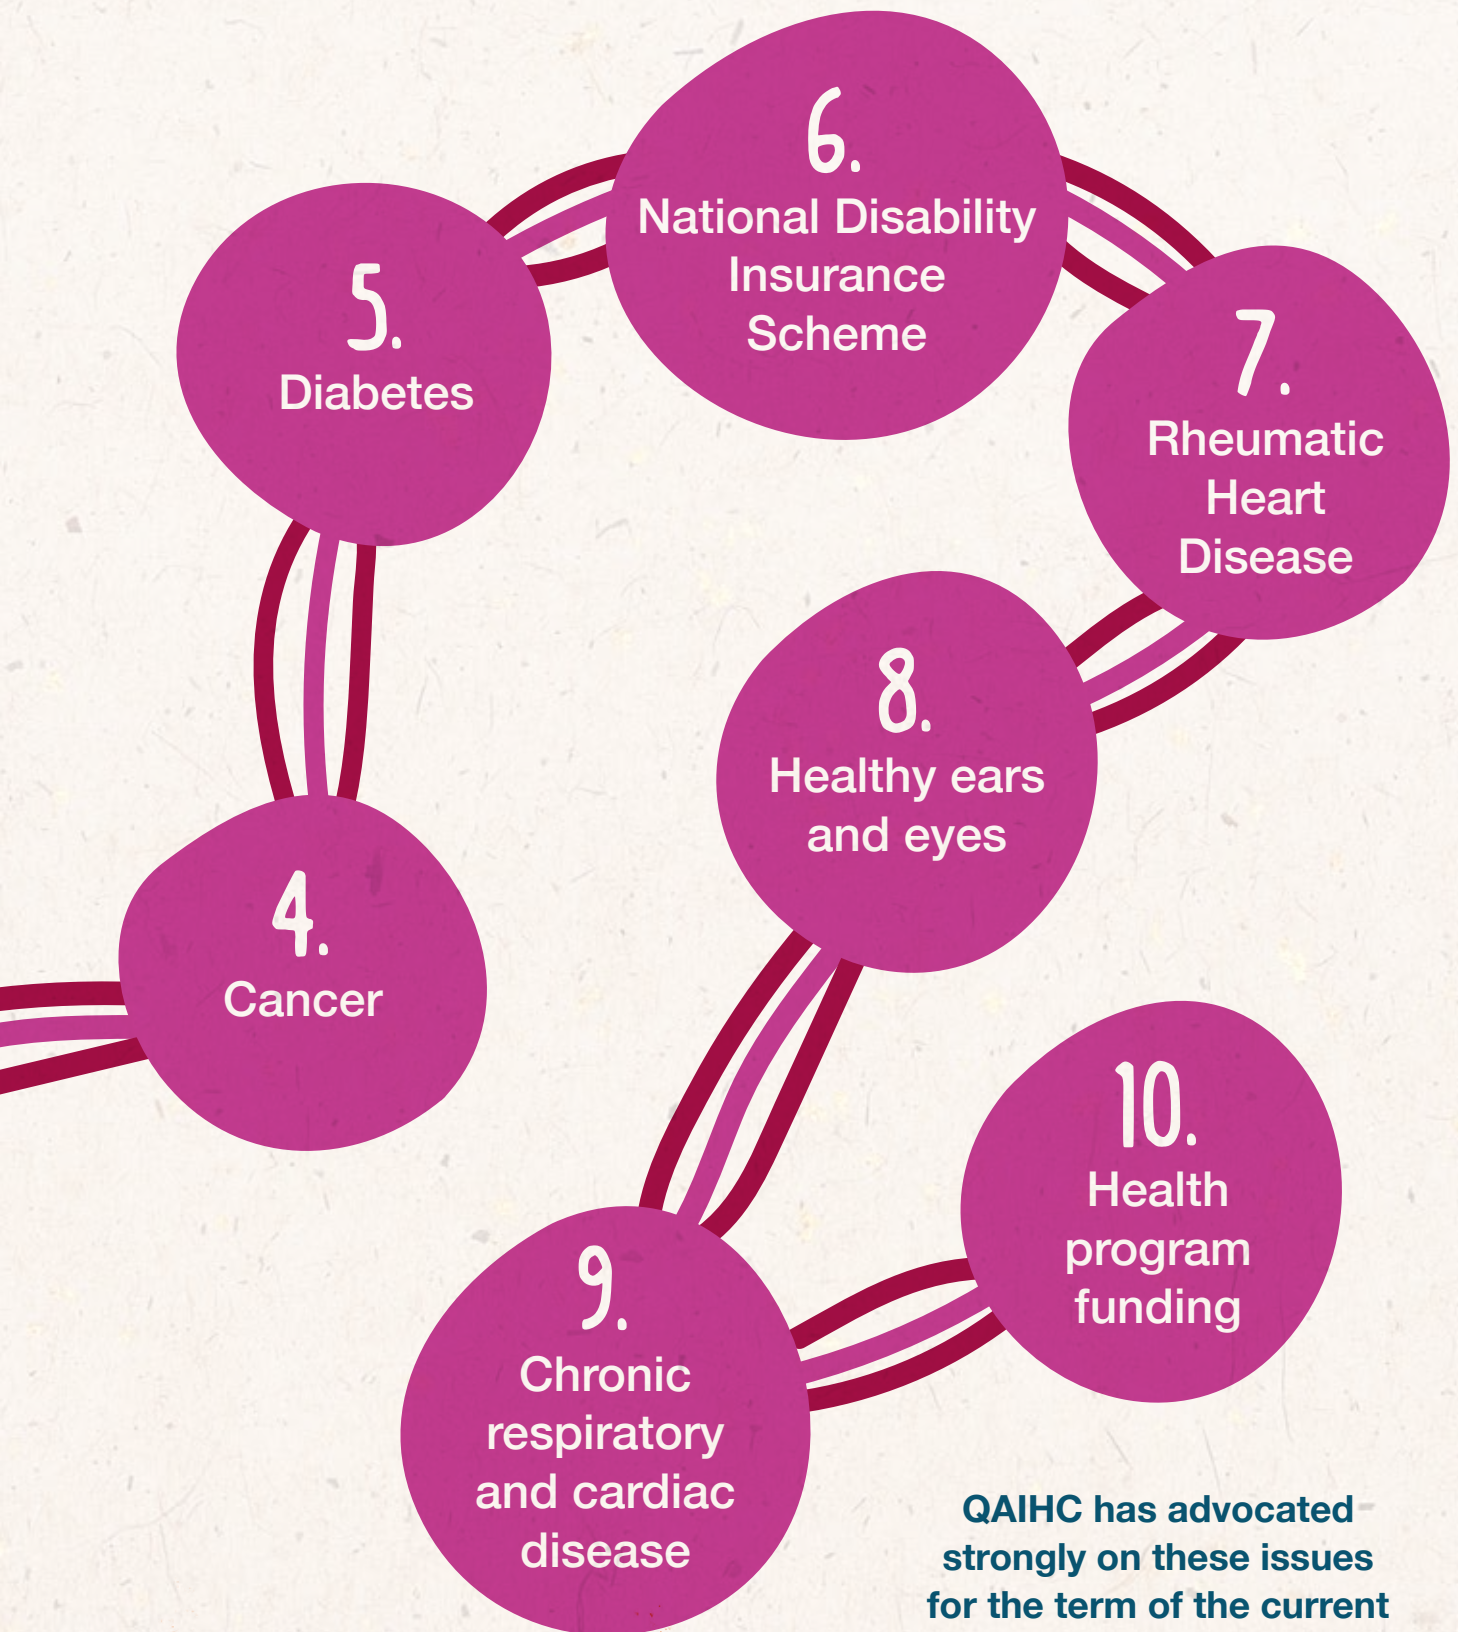 4.
Cancer
5.
Diabetes
6.
National Disability
Insurance
Scheme
7.
Rheumatic
Heart
Disease
8.
Healthy ears
and eyes
9.
Chronic
respiratory
and cardiac
disease
10.
Health
program
funding
QAIHC has advocated
strongly on these issues
for the term of the current